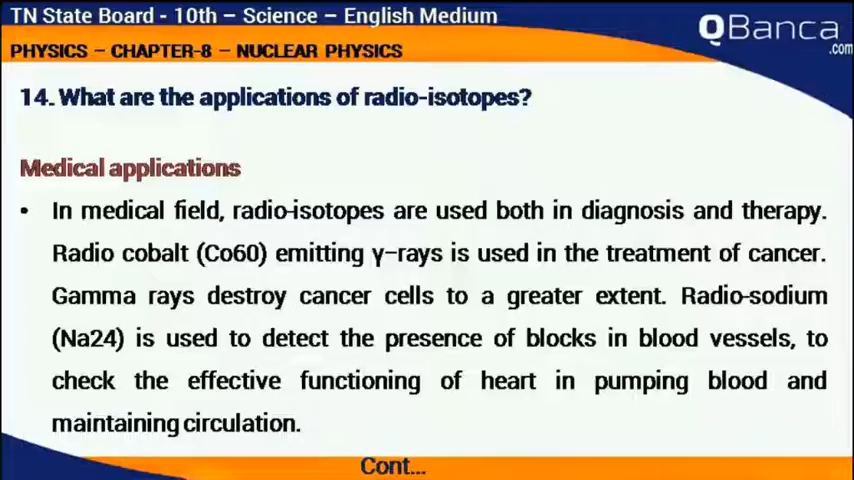 TN State Board - 10th – Science – English Medium
QBanca
.com
PHYSICS – CHAPTER-8 – NUCLEAR PHYSICS
14. What are the applications of radio-isotopes?
Medical applications
• In medical field, radio-isotopes are used both in diagnosis and therapy.
Radio cobalt (Co60) emitting γ–rays is used in the treatment of cancer.
Gamma rays destroy cancer cells to a greater extent. Radio-sodium
(Na24) is used to detect the presence of blocks in blood vessels, to
check the effective functioning of heart in pumping blood and
maintaining circulation.
Cont...